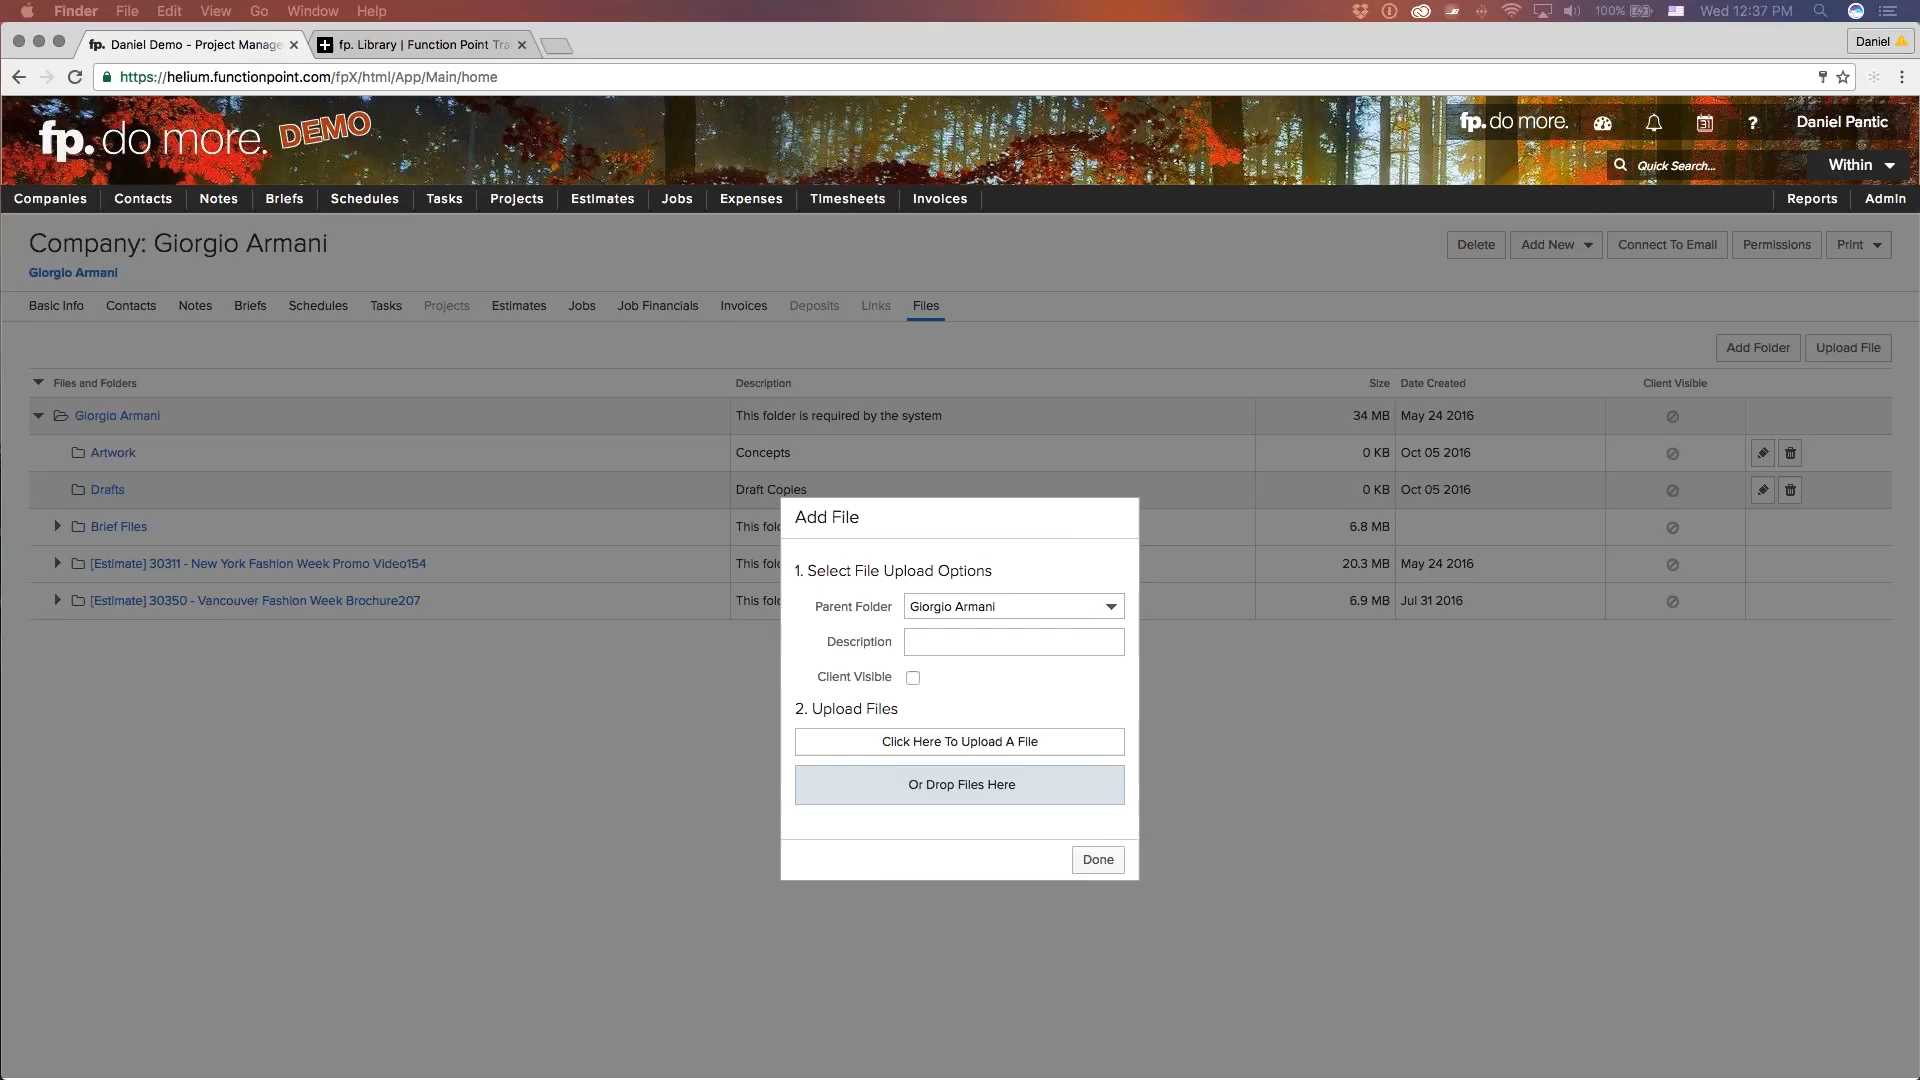 Finder File Edit View Go Window Help 100% Wed 12:37 PM
fp. Daniel Demo - Project Manage fp. Library | Function Point Tra Daniel
https://helium.functionpoint.com/fpX/html/App/Main/home
fp. do more. DEMO fp. do more. 31 ? Daniel Pantic
Quick Search... Within
Companies Contacts Notes Briefs Schedules Tasks Projects Estimates Jobs Expenses Timesheets Invoices Reports Admin
Company: Giorgio Armani Delete Add New Connect To Email Permissions Print
Giorgio Armani
Basic Info Contacts Notes Briefs Schedules Tasks Projects Estimates Jobs Job Financials Invoices Deposits Links Files
Add Folder Upload File
Files and Folders Description Size Date Created Client Visible
Giorgio Armani This folder is required by the system 34 MB May 24 2016
Artwork Concepts 0 KB Oct 05 2016
Drafts Draft Copies 0 KB Oct 05 2016
Brief Files This fol 6.8 MB
[Estimate] 30311 - New York Fashion Week Promo Video154 This fol 20.3 MB May 24 2016
[Estimate] 30350 - Vancouver Fashion Week Brochure207 This fol 6.9 MB Jul 31 2016
Add File
1. Select File Upload Options
Parent Folder Giorgio Armani
Description
Client Visible
2. Upload Files
Click Here To Upload A File
Or Drop Files Here
Done